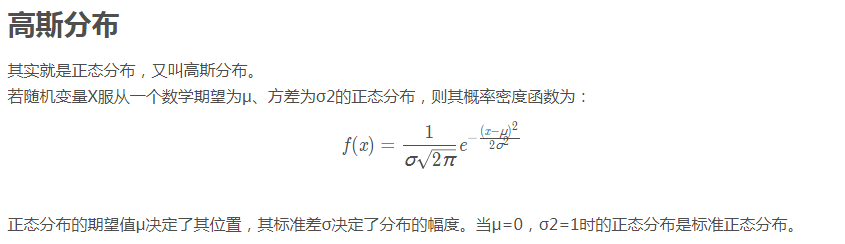 高斯分布
其实就是正态分布，又叫高斯分布。
若随机变量X服从一个数学期望为μ、方差为σ2的正态分布，则其概率密度函数为：
f(x) = \frac{1}{σ\sqrt{2π}} e^{-\frac{(x-μ)^2}{2σ^2}}
正态分布的期望值μ决定了其位置，其标准差σ决定了分布的幅度。当μ=0，σ2=1时的正态分布是标准正态分布。